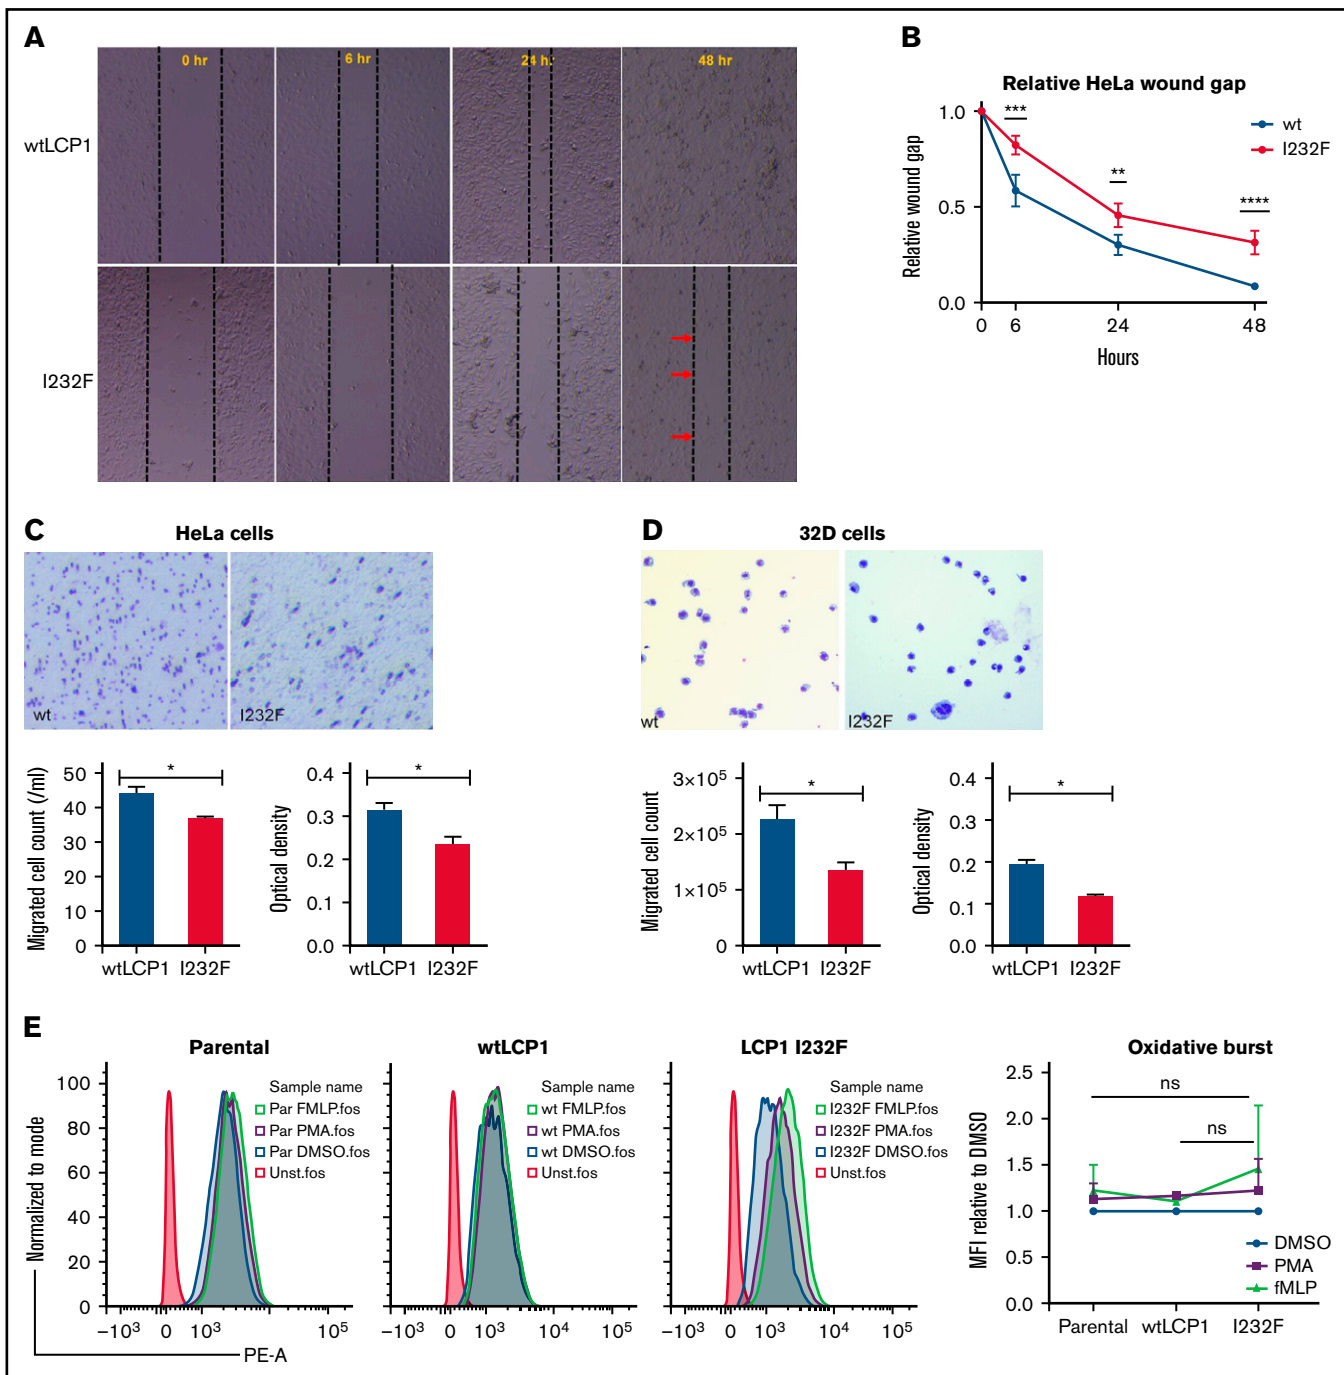 A
0 hr
6 hr
24 h
48 hr
wtLCP1
I232F
B
Relative HeLa wound gap
Relative wound gap
1.0
0.5
0.0
***
**
****
wt
I232F
0
6
24
48
Hours
C
HeLa cells
wt
I232F
Migrated cell count (/ml)
50
40
30
20
10
0
*
wtLCP1
I232F
Optical density
0.4
0.3
0.2
0.1
0.0
*
wtLCP1
I232F
D
32D cells
wt
I232F
Migrated cell count
3×10⁵
2×10⁵
1×10⁵
0
*
wtLCP1
I232F
Optical density
0.4
0.3
0.2
0.1
0.0
*
wtLCP1
I232F
E
Parental
Normalized to mode
100
80
60
40
20
0
Sample name
Par FMLP.fos
Par PMA.fos
Par DMSO.fos
Unst.fos
−10³
0
10³
10⁵
PE-A
wtLCP1
Sample name
wt FMLP.fos
wt PMA.fos
wt DMSO.fos
Unst.fos
−10³
0
10³
10⁴
10⁵
LCP1 I232F
Sample name
I232F FMLP.fos
I232F PMA.fos
I232F DMSO.fos
Unst.fos
−10³
0
10³
10⁴
10⁵
Oxidative burst
MFI relative to DMSO
2.5
2.0
1.5
1.0
0.5
0.0
ns
ns
DMSO
PMA
fMLP
Parental
wtLCP1
I232F